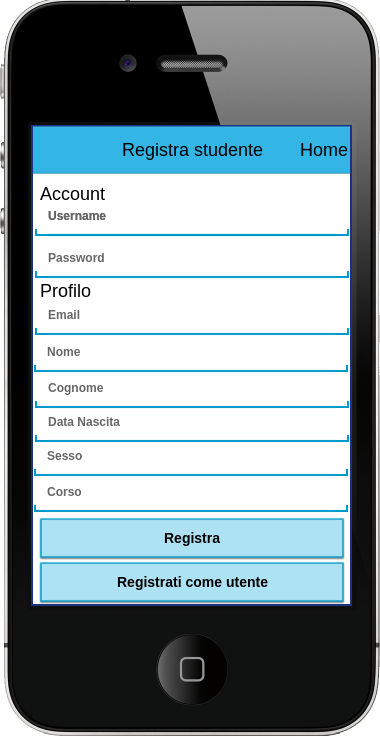 Registra studente Home
Account
Username
Password
Profilo
Email
Nome
Cognome
Data Nascita
Sesso
Corso
Registra
Registrati come utente